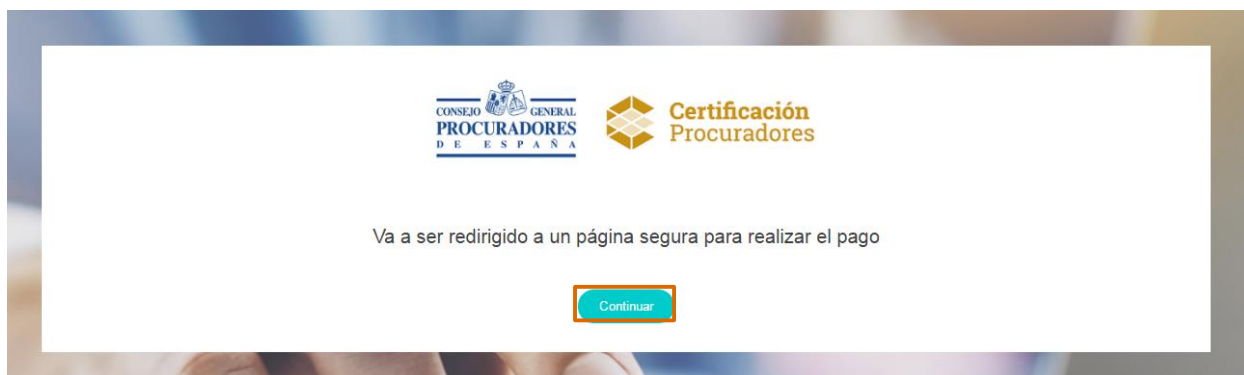 CONSEJO GENERAL
PROCURADORES
DE ESPAÑA
Certificación
Procuradores
Va a ser redirigido a un página segura para realizar el pago
Continuar